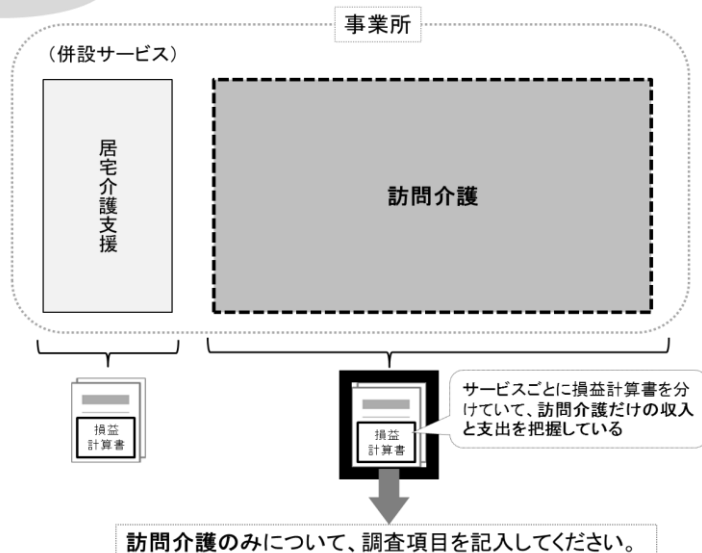 事業所
（併設サービス）
居宅介護支援
訪問介護
損益
計算書
損益
計算書
サービスごとに損益計算書を分
けていて、訪問介護だけの収入
と支出を把握している
訪問介護のみについて、調査項目を記入してください。